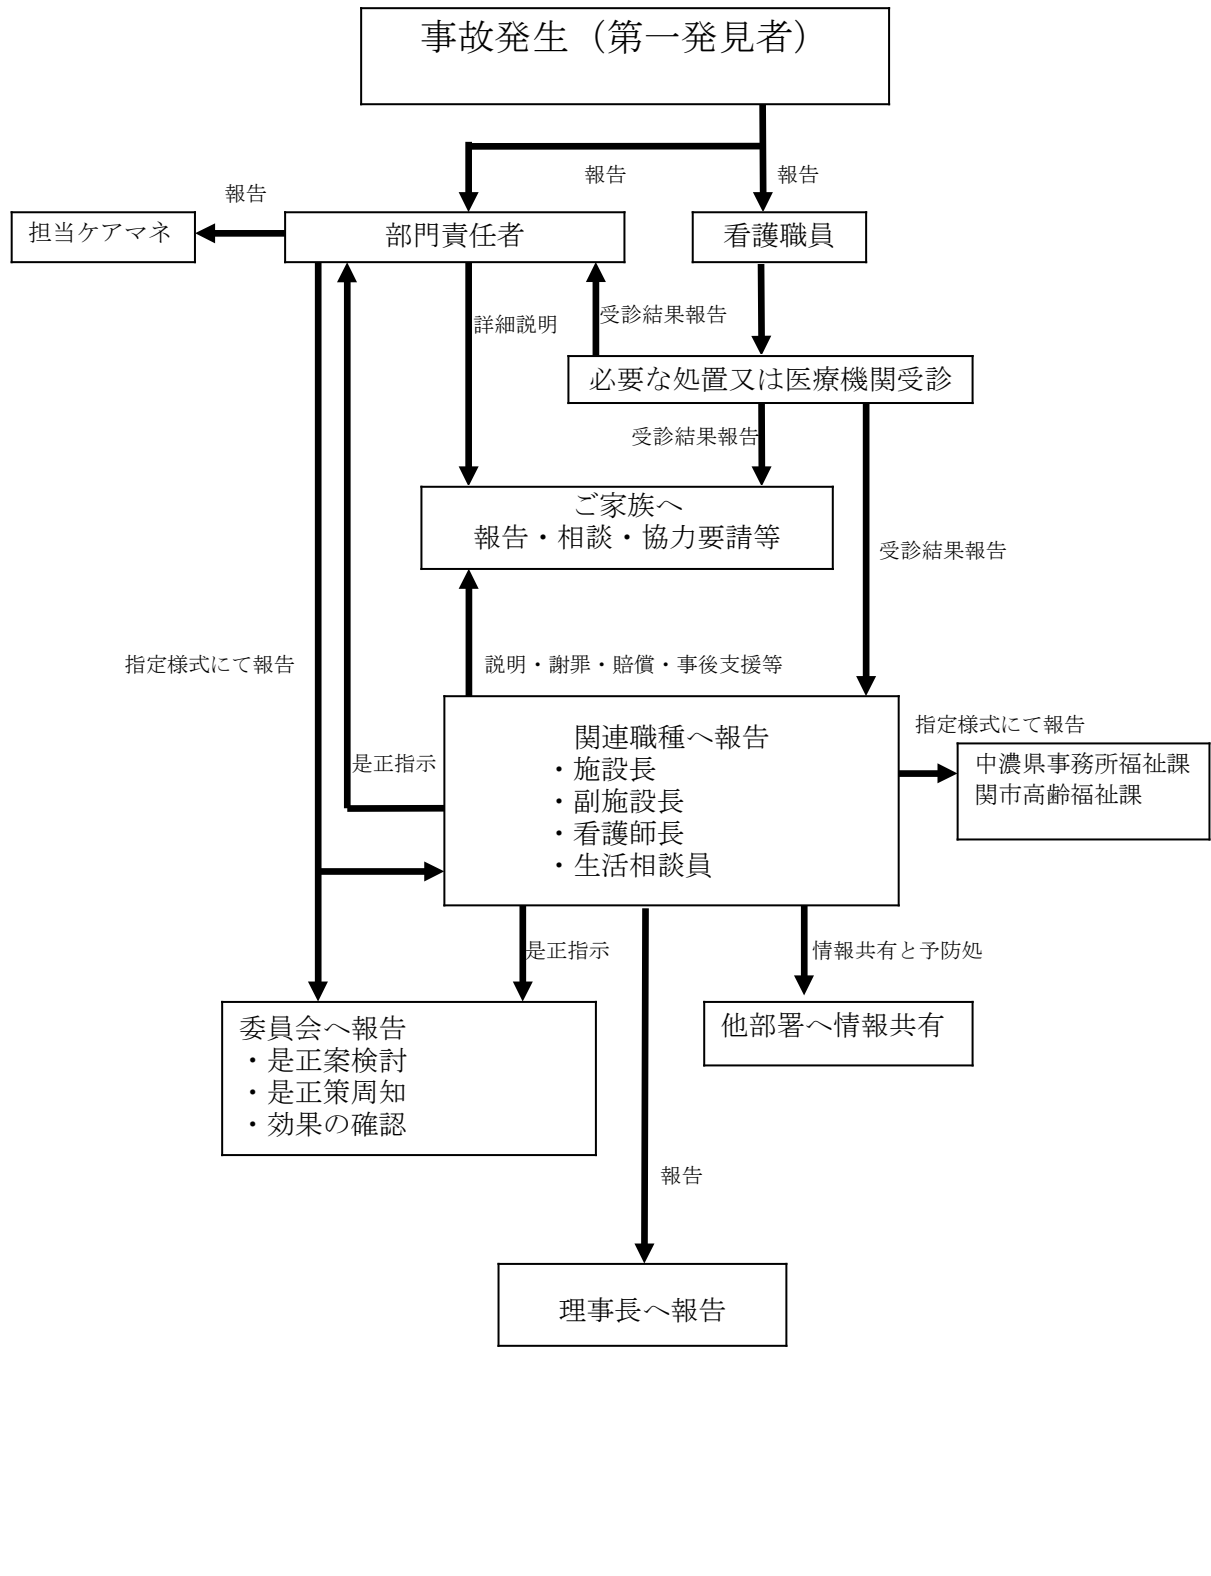 事故発生（第一発見者）
報告
報告
報告
担当ケアマネ
部門責任者
看護職員
詳細説明
受診結果報告
必要な処置又は医療機関受診
受診結果報告
ご家族へ
報告・相談・協力要請等
受診結果報告
指定様式にて報告
説明・謝罪・賠償・事後支援等
関連職種へ報告
・施設長
・副施設長
・看護師長
・生活相談員
指定様式にて報告
中濃県事務所福祉課
関市高齢福祉課
是正指示
是正指示
情報共有と予防処
委員会へ報告
・是正案検討
・是正策周知
・効果の確認
他部署へ情報共有
報告
理事長へ報告